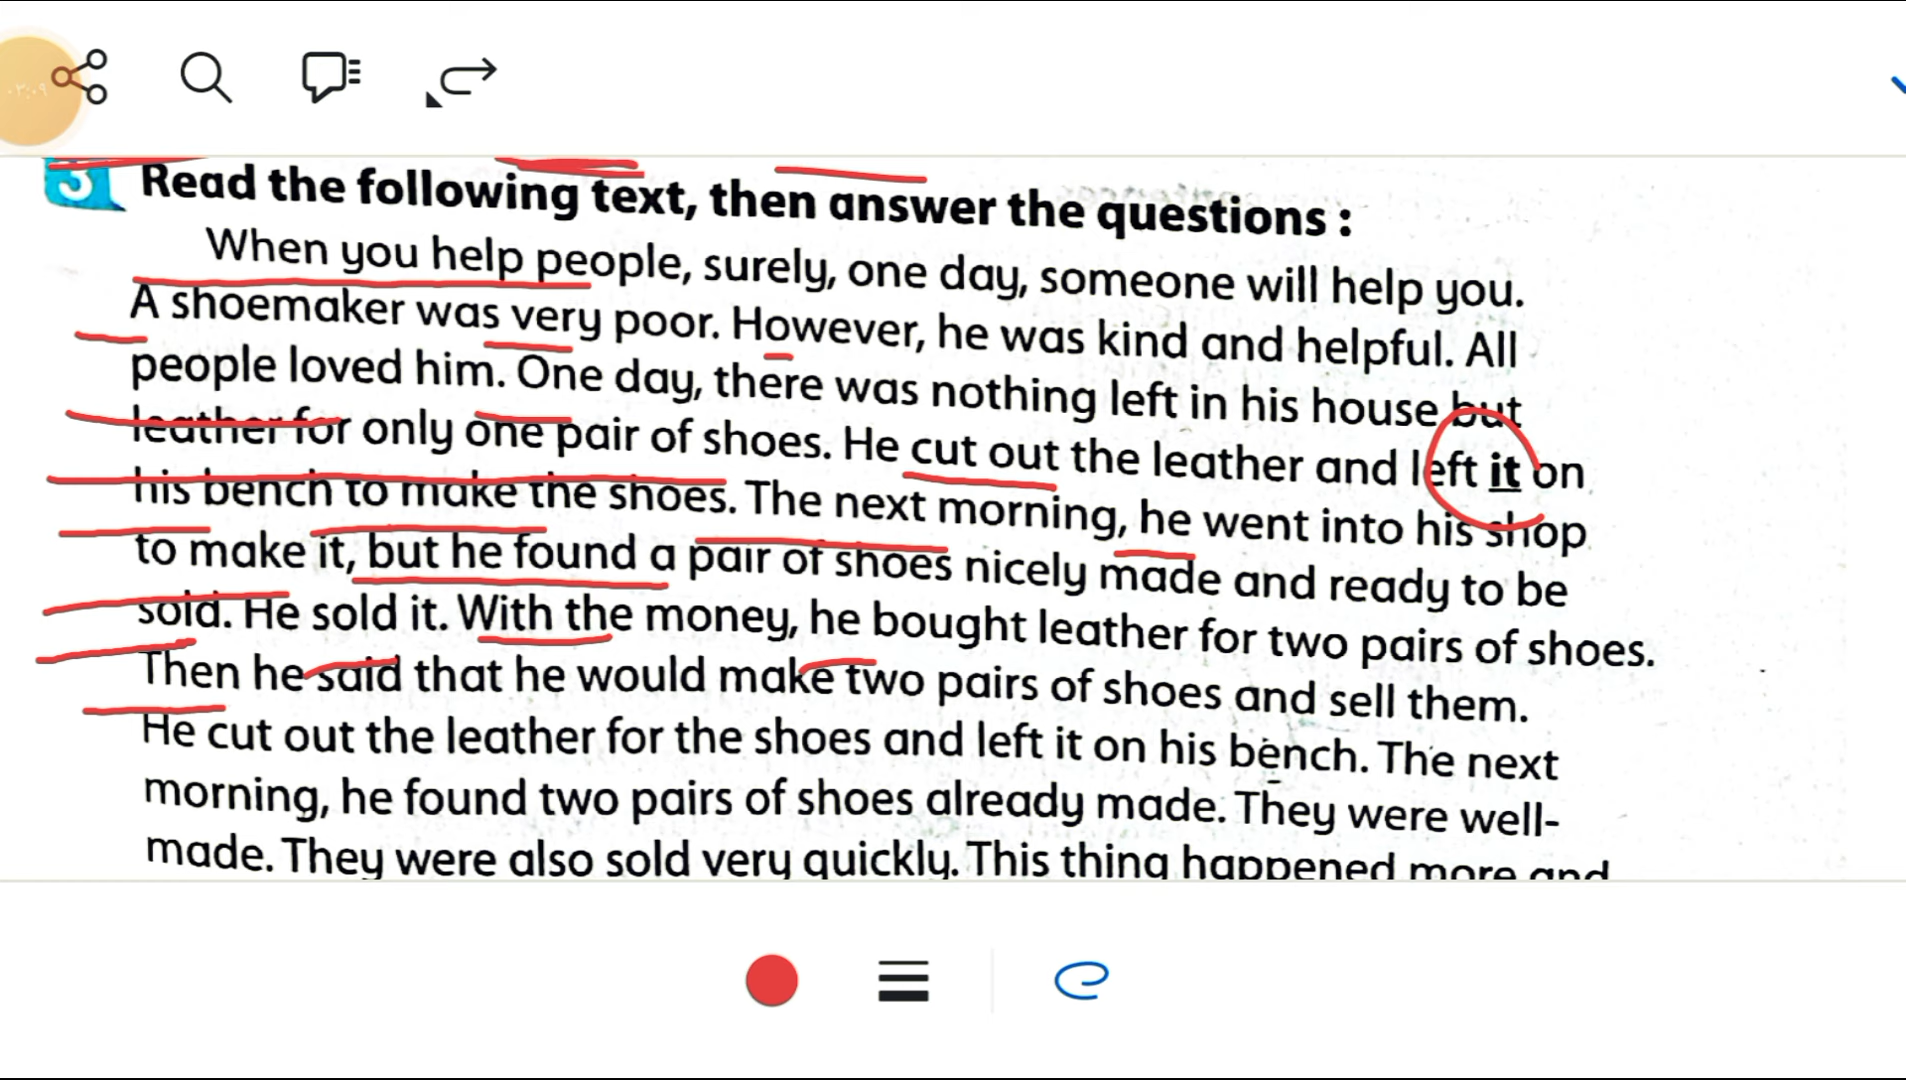 ٠٣:٠٩
3 Read the following text, then answer the questions :
When you help people, surely, one day, someone will help you.
A shoemaker was very poor. However, he was kind and helpful. All
people loved him. One day, there was nothing left in his house but
leather for only one pair of shoes. He cut out the leather and left it on
his bench to make the shoes. The next morning, he went into his shop
to make it, but he found a pair of shoes nicely made and ready to be
sold. He sold it. With the money, he bought leather for two pairs of shoes.
Then he said that he would make two pairs of shoes and sell them.
He cut out the leather for the shoes and left it on his bench. The next
morning, he found two pairs of shoes already made. They were well-
made. They were also sold very quickly. This thing happened more and